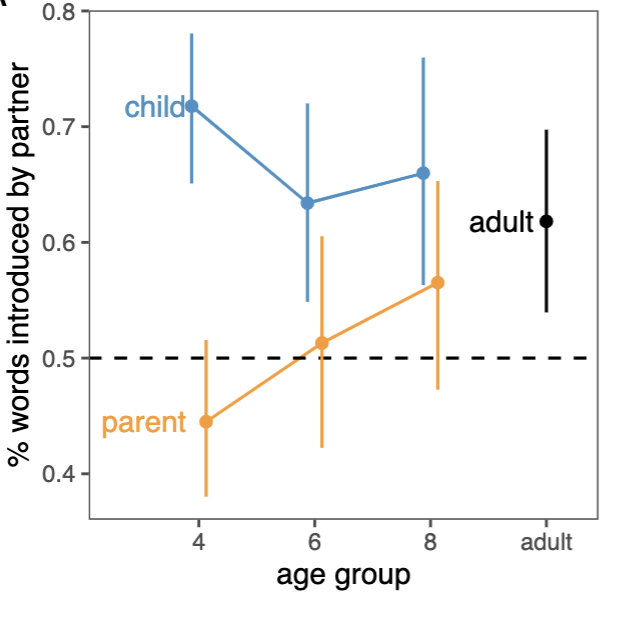 % words introduced by partner
0.8
0.7
0.6
0.5
0.4
child
adult
parent
4 6 8 adult
age group